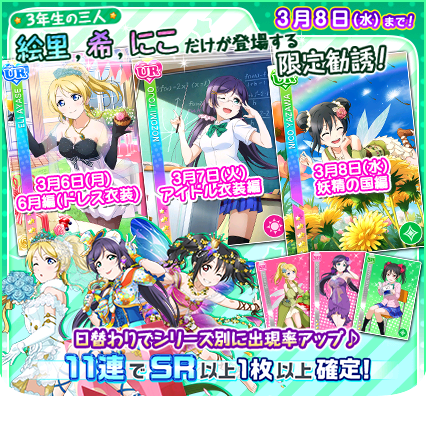 3年生の三人
3月8日(水)まで!
絵里,希,にこだけが登場する
限定勧誘!
UR
ELI AYASE
UR
NOZOMI TOJO
UR
NICO YAZAWA
3月6日(月)
6月編(ドレス衣装)
3月7日(火)
アイドル衣装編
3月8日(水)
妖精の国編
日替わりでシリーズ別に出現率アップ♪
11連でSR以上1枚以上確定!